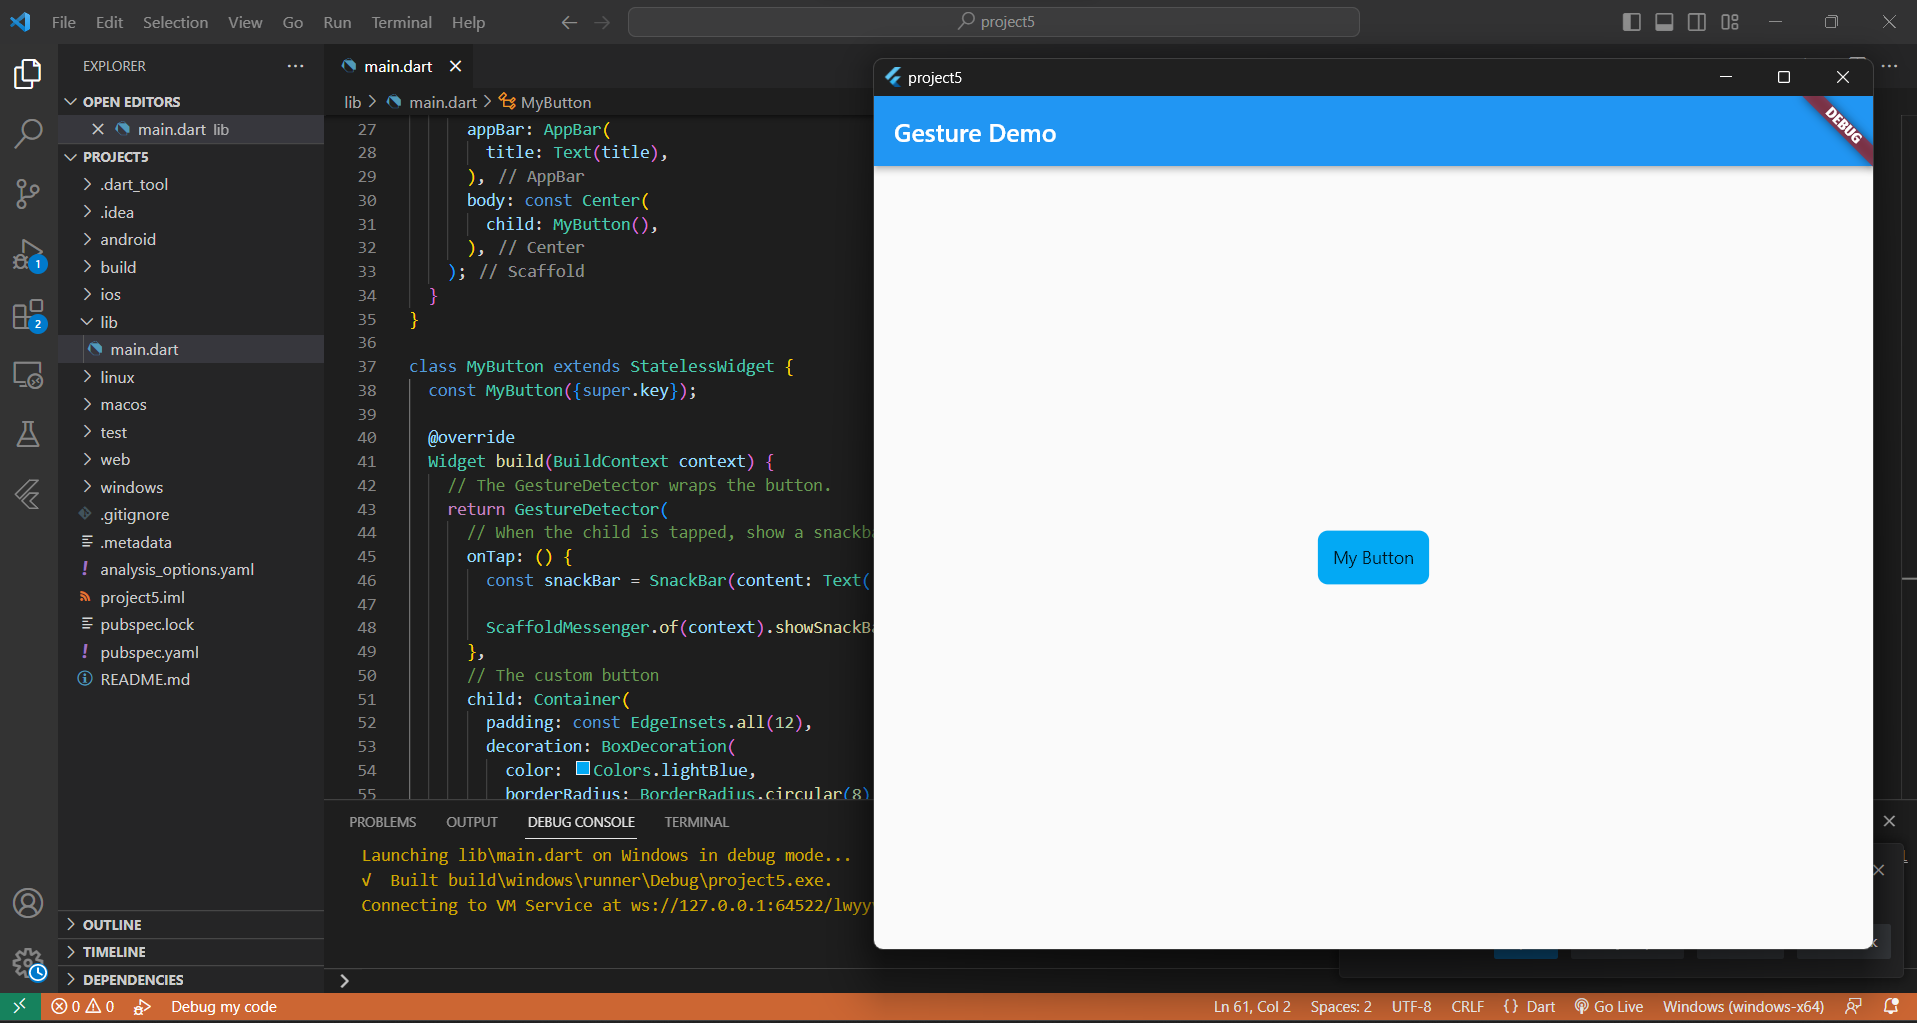 File Edit Selection View Go Run Terminal Help
project5
EXPLORER
OPEN EDITORS
main.dart lib
PROJECT5
.dart_tool
.idea
android
build
ios
lib
main.dart
linux
macos
test
web
windows
.gitignore
.metadata
! analysis_options.yaml
project5.iml
pubspec.lock
! pubspec.yaml
README.md
OUTLINE
TIMELINE
DEPENDENCIES
1
2
main.dart
lib > main.dart > MyButton
27 appBar: AppBar(
28 title: Text(title),
29 ), // AppBar
30 body: const Center(
31 child: MyButton(),
32 ), // Center
33 ); // Scaffold
34 }
35 }
36
37 class MyButton extends StatelessWidget {
38 const MyButton({super.key});
39
40 @override
41 Widget build(BuildContext context) {
42 // The GestureDetector wraps the button.
43 return GestureDetector(
44 // When the child is tapped, show a snackba
45 onTap: () {
46 const snackBar = SnackBar(content: Text(
47
48 ScaffoldMessenger.of(context).showSnackBa
49 },
50 // The custom button
51 child: Container(
52 padding: const EdgeInsets.all(12),
53 decoration: BoxDecoration(
54 color: Colors.lightBlue,
55 borderRadius: BorderRadius.circular(8)
PROBLEMS OUTPUT DEBUG CONSOLE TERMINAL
Launching lib\main.dart on Windows in debug mode...
√ Built build\windows\runner\Debug\project5.exe.
Connecting to VM Service at ws://127.0.0.1:64522/lwyy
project5
Gesture Demo
DEBUG
My Button
0 0 Debug my code
Ln 61, Col 2 Spaces: 2 UTF-8 CRLF {} Dart Go Live Windows (windows-x64)